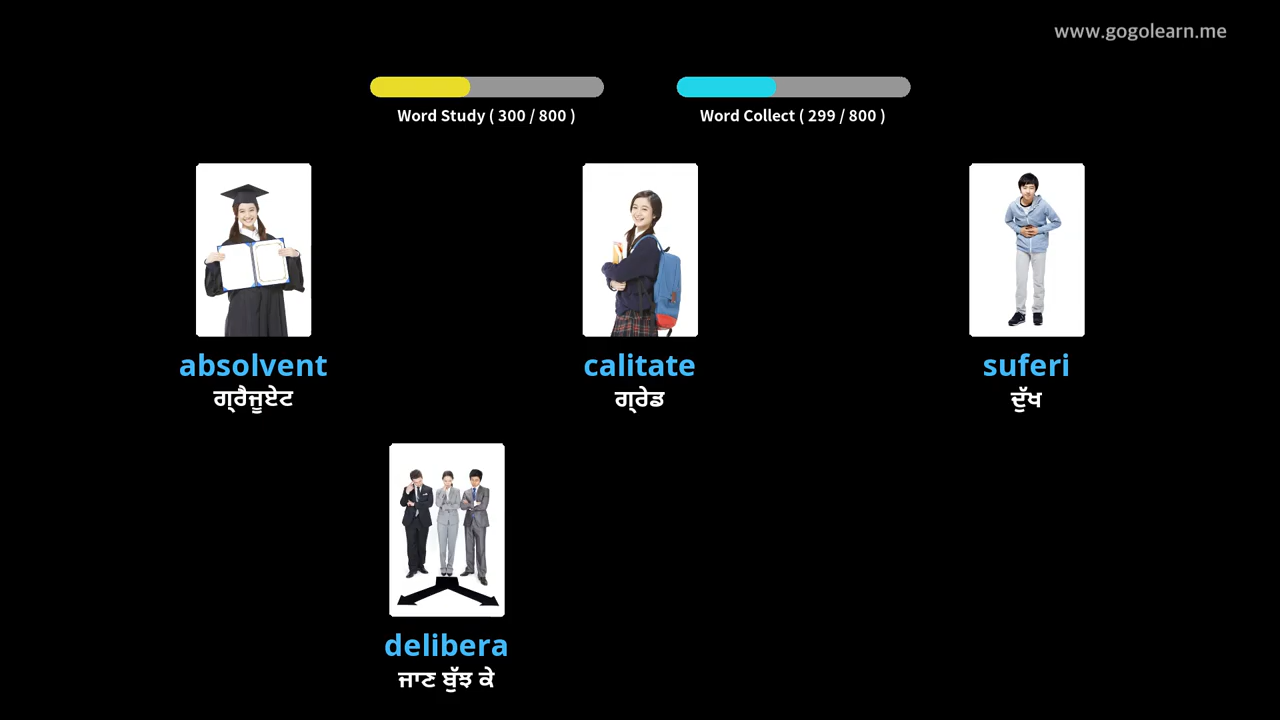 www.gogolearn.me
Word Study ( 300 / 800 )
Word Collect ( 299 / 800 )
absolvent
ਗ੍ਰੈਜੂਏਟ
calitate
ਗ੍ਰੇਡ
suferi
ਦੁੱਖ
delibera
ਜਾਣ ਬੁੱਝ ਕੇ